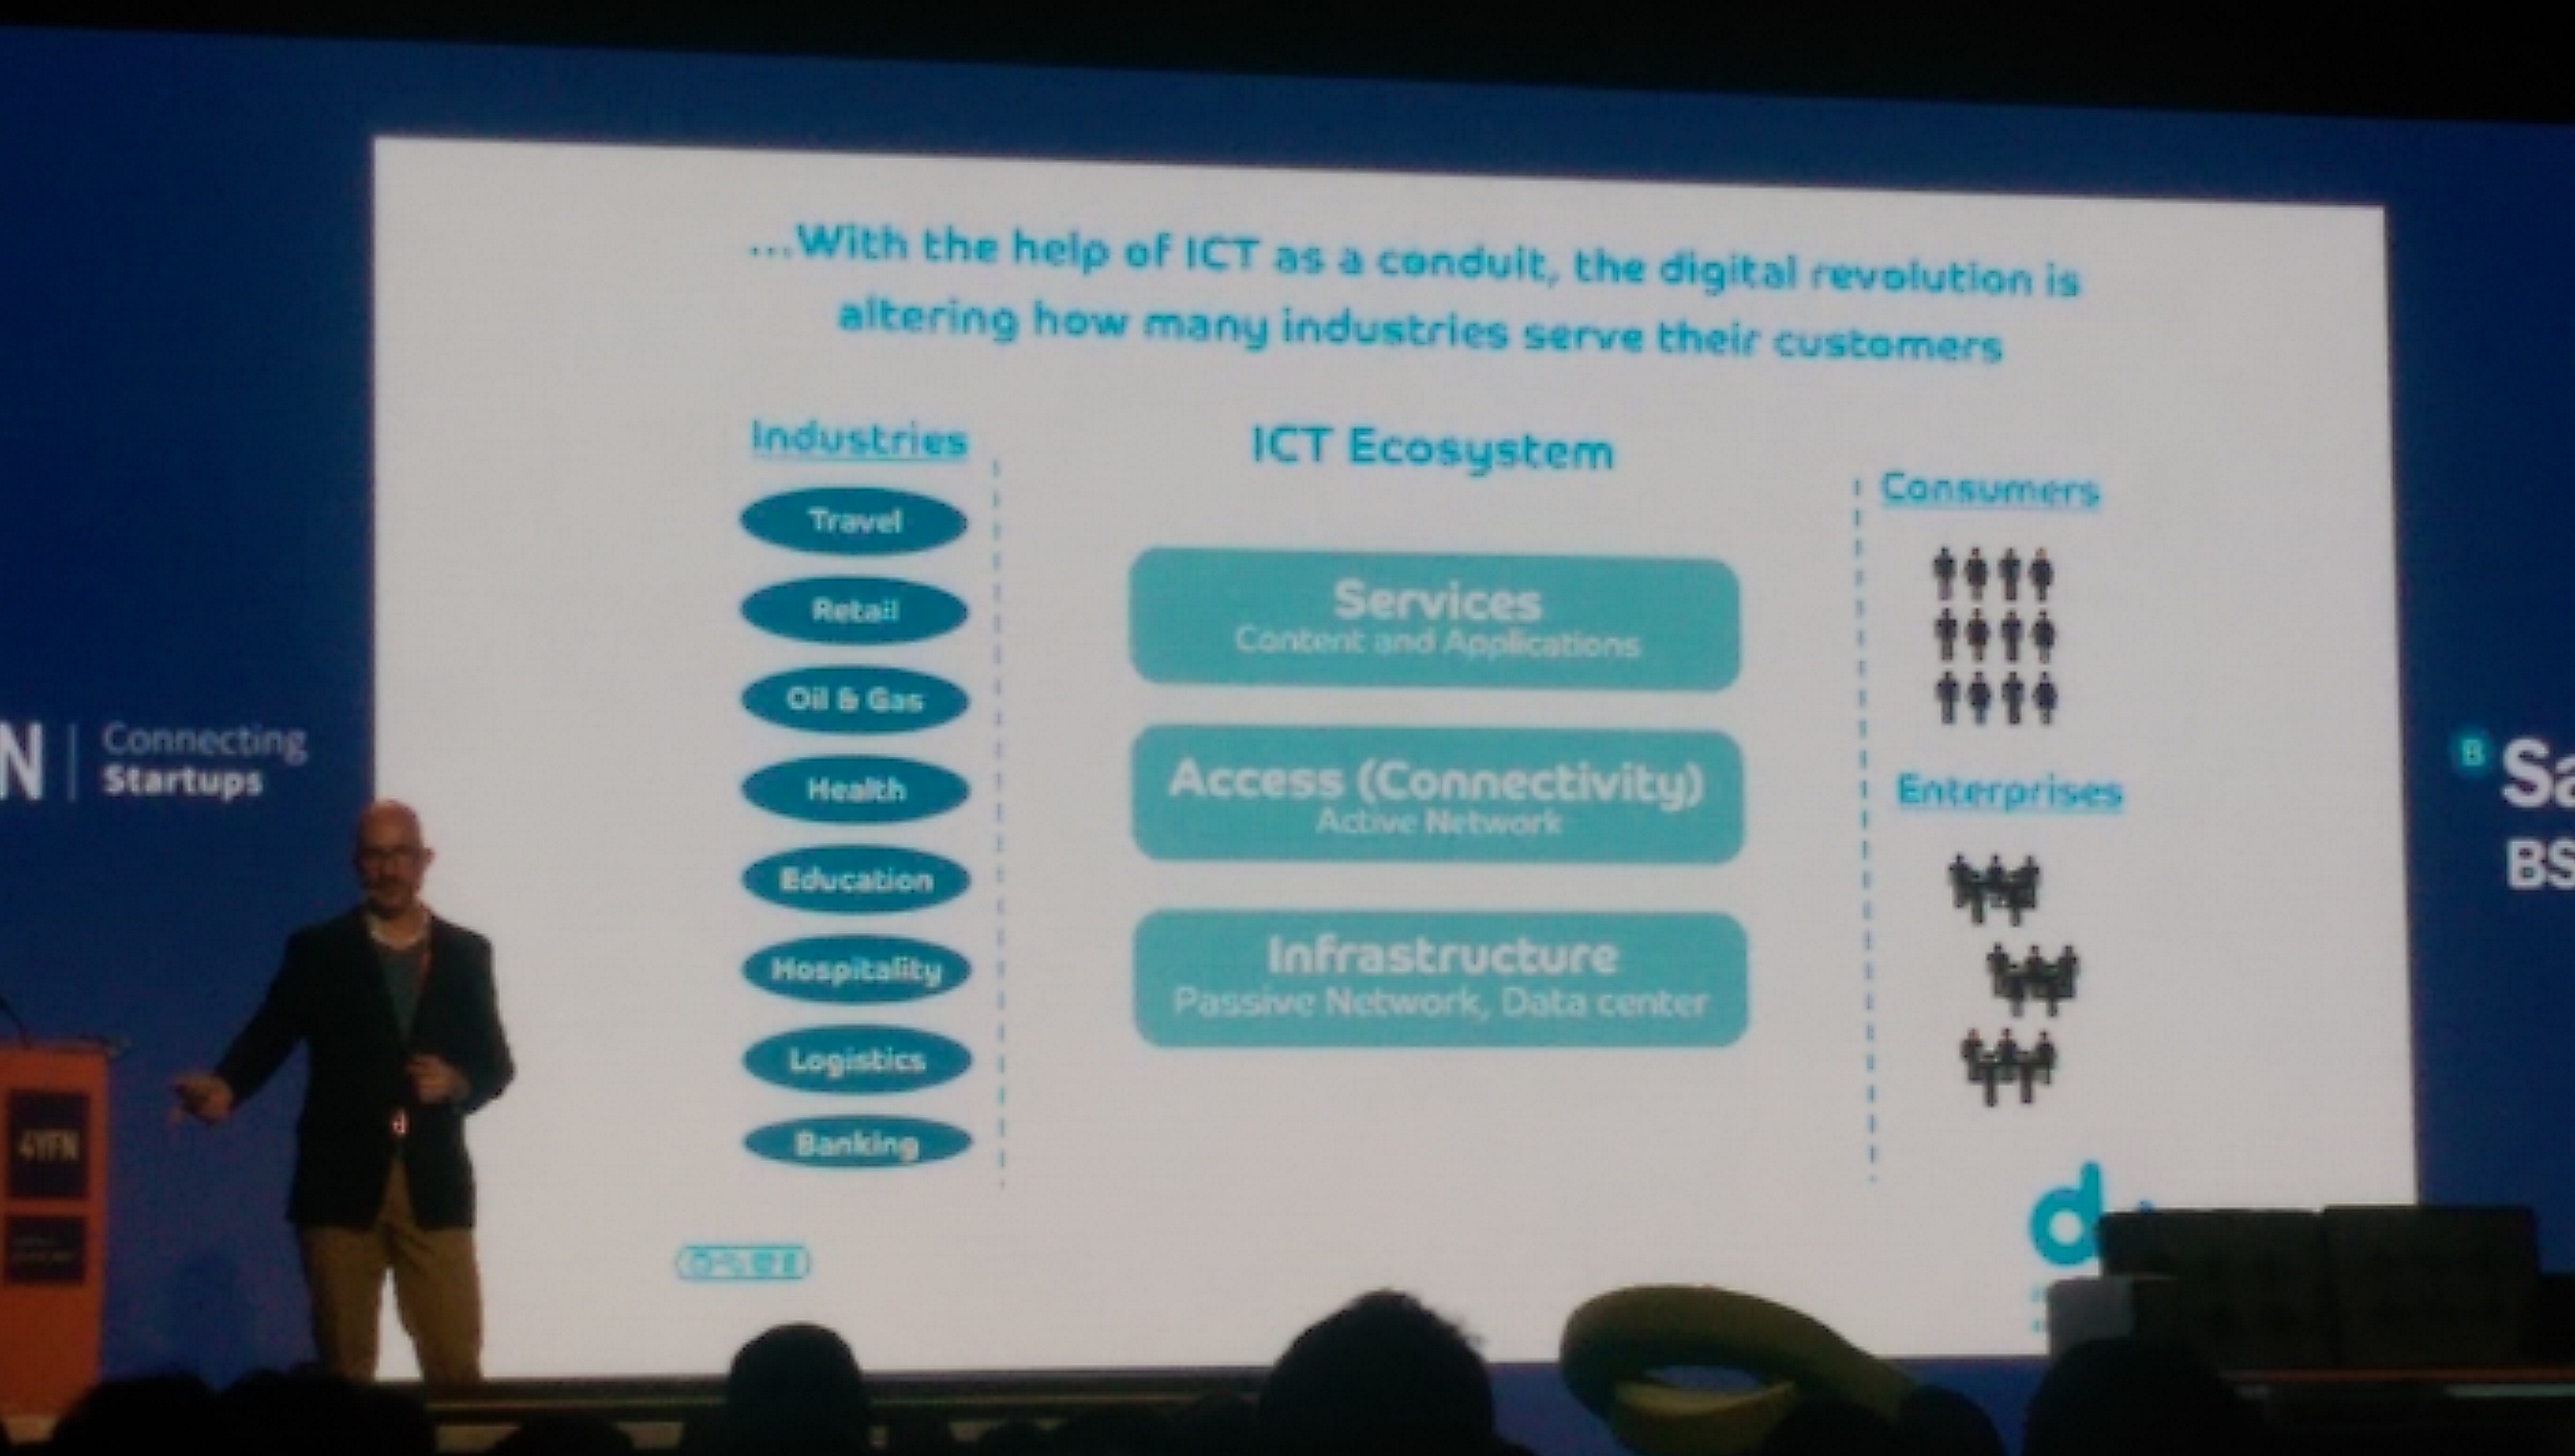 ...With the help of ICT as a conduit, the digital revolution is
altering how many industries serve their customers
Industries
Travel
Retail
Oil & Gas
Health
Education
Hospitality
Logistics
Banking
ICT Ecosystem
Services
Content and Applications
Access (Connectivity)
Active Network
Infrastructure
Passive Network, Data center
Consumers
Enterprises
d
N | Connecting
Startups
4YFN
B Sa
BS